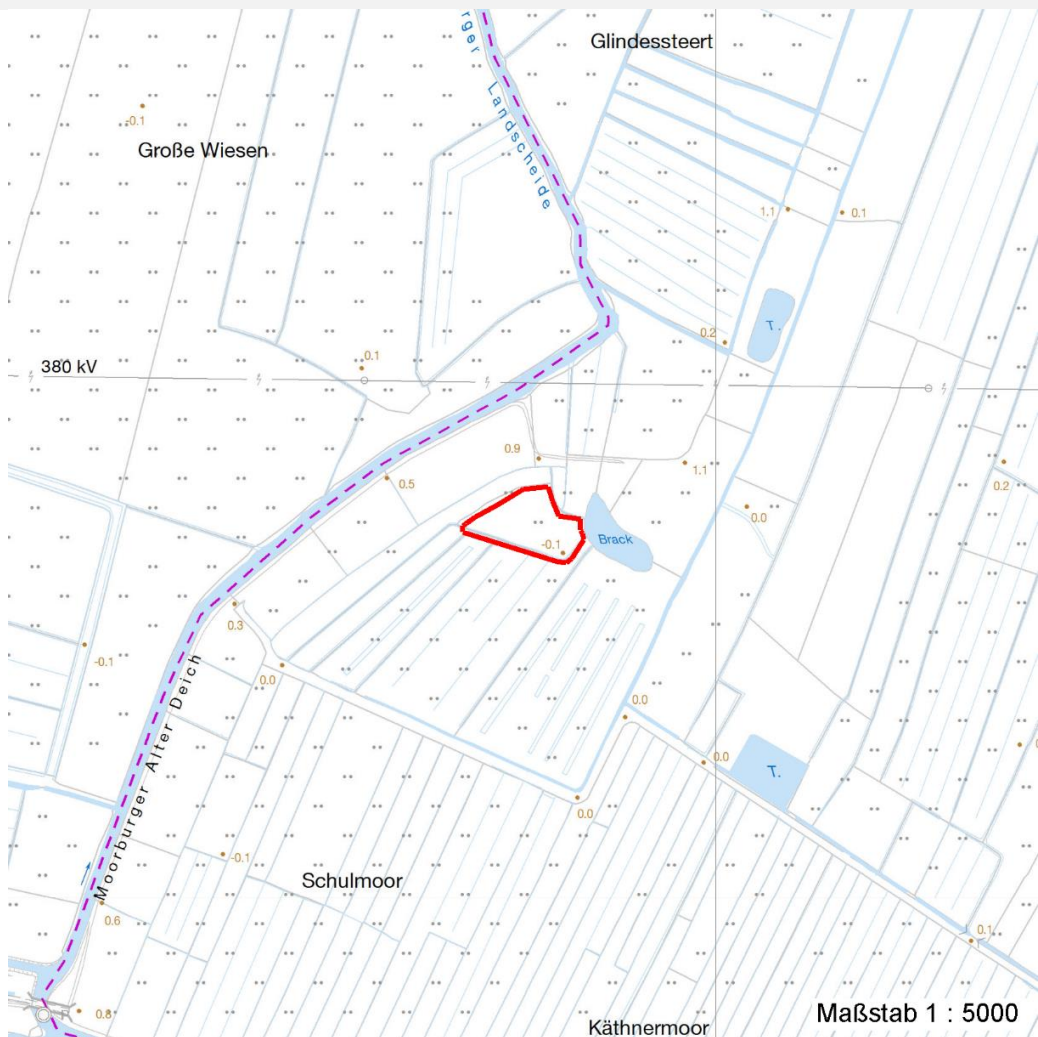 rger Landscheide
Glindessteert
-0.1
Große Wiesen
1.1
0.1
T.
0.2
0.1
380 kV
0.9
1.1
0.2
0.5
0.0
Brack
-0.1
0.3
-0.1
0.0
Moorburger Alter Deich
0.0
0.0
T.
0.0
-0.1
Schulmoor
0.6
0.1
0.8
Maßstab 1 : 5000
Käthnermoor